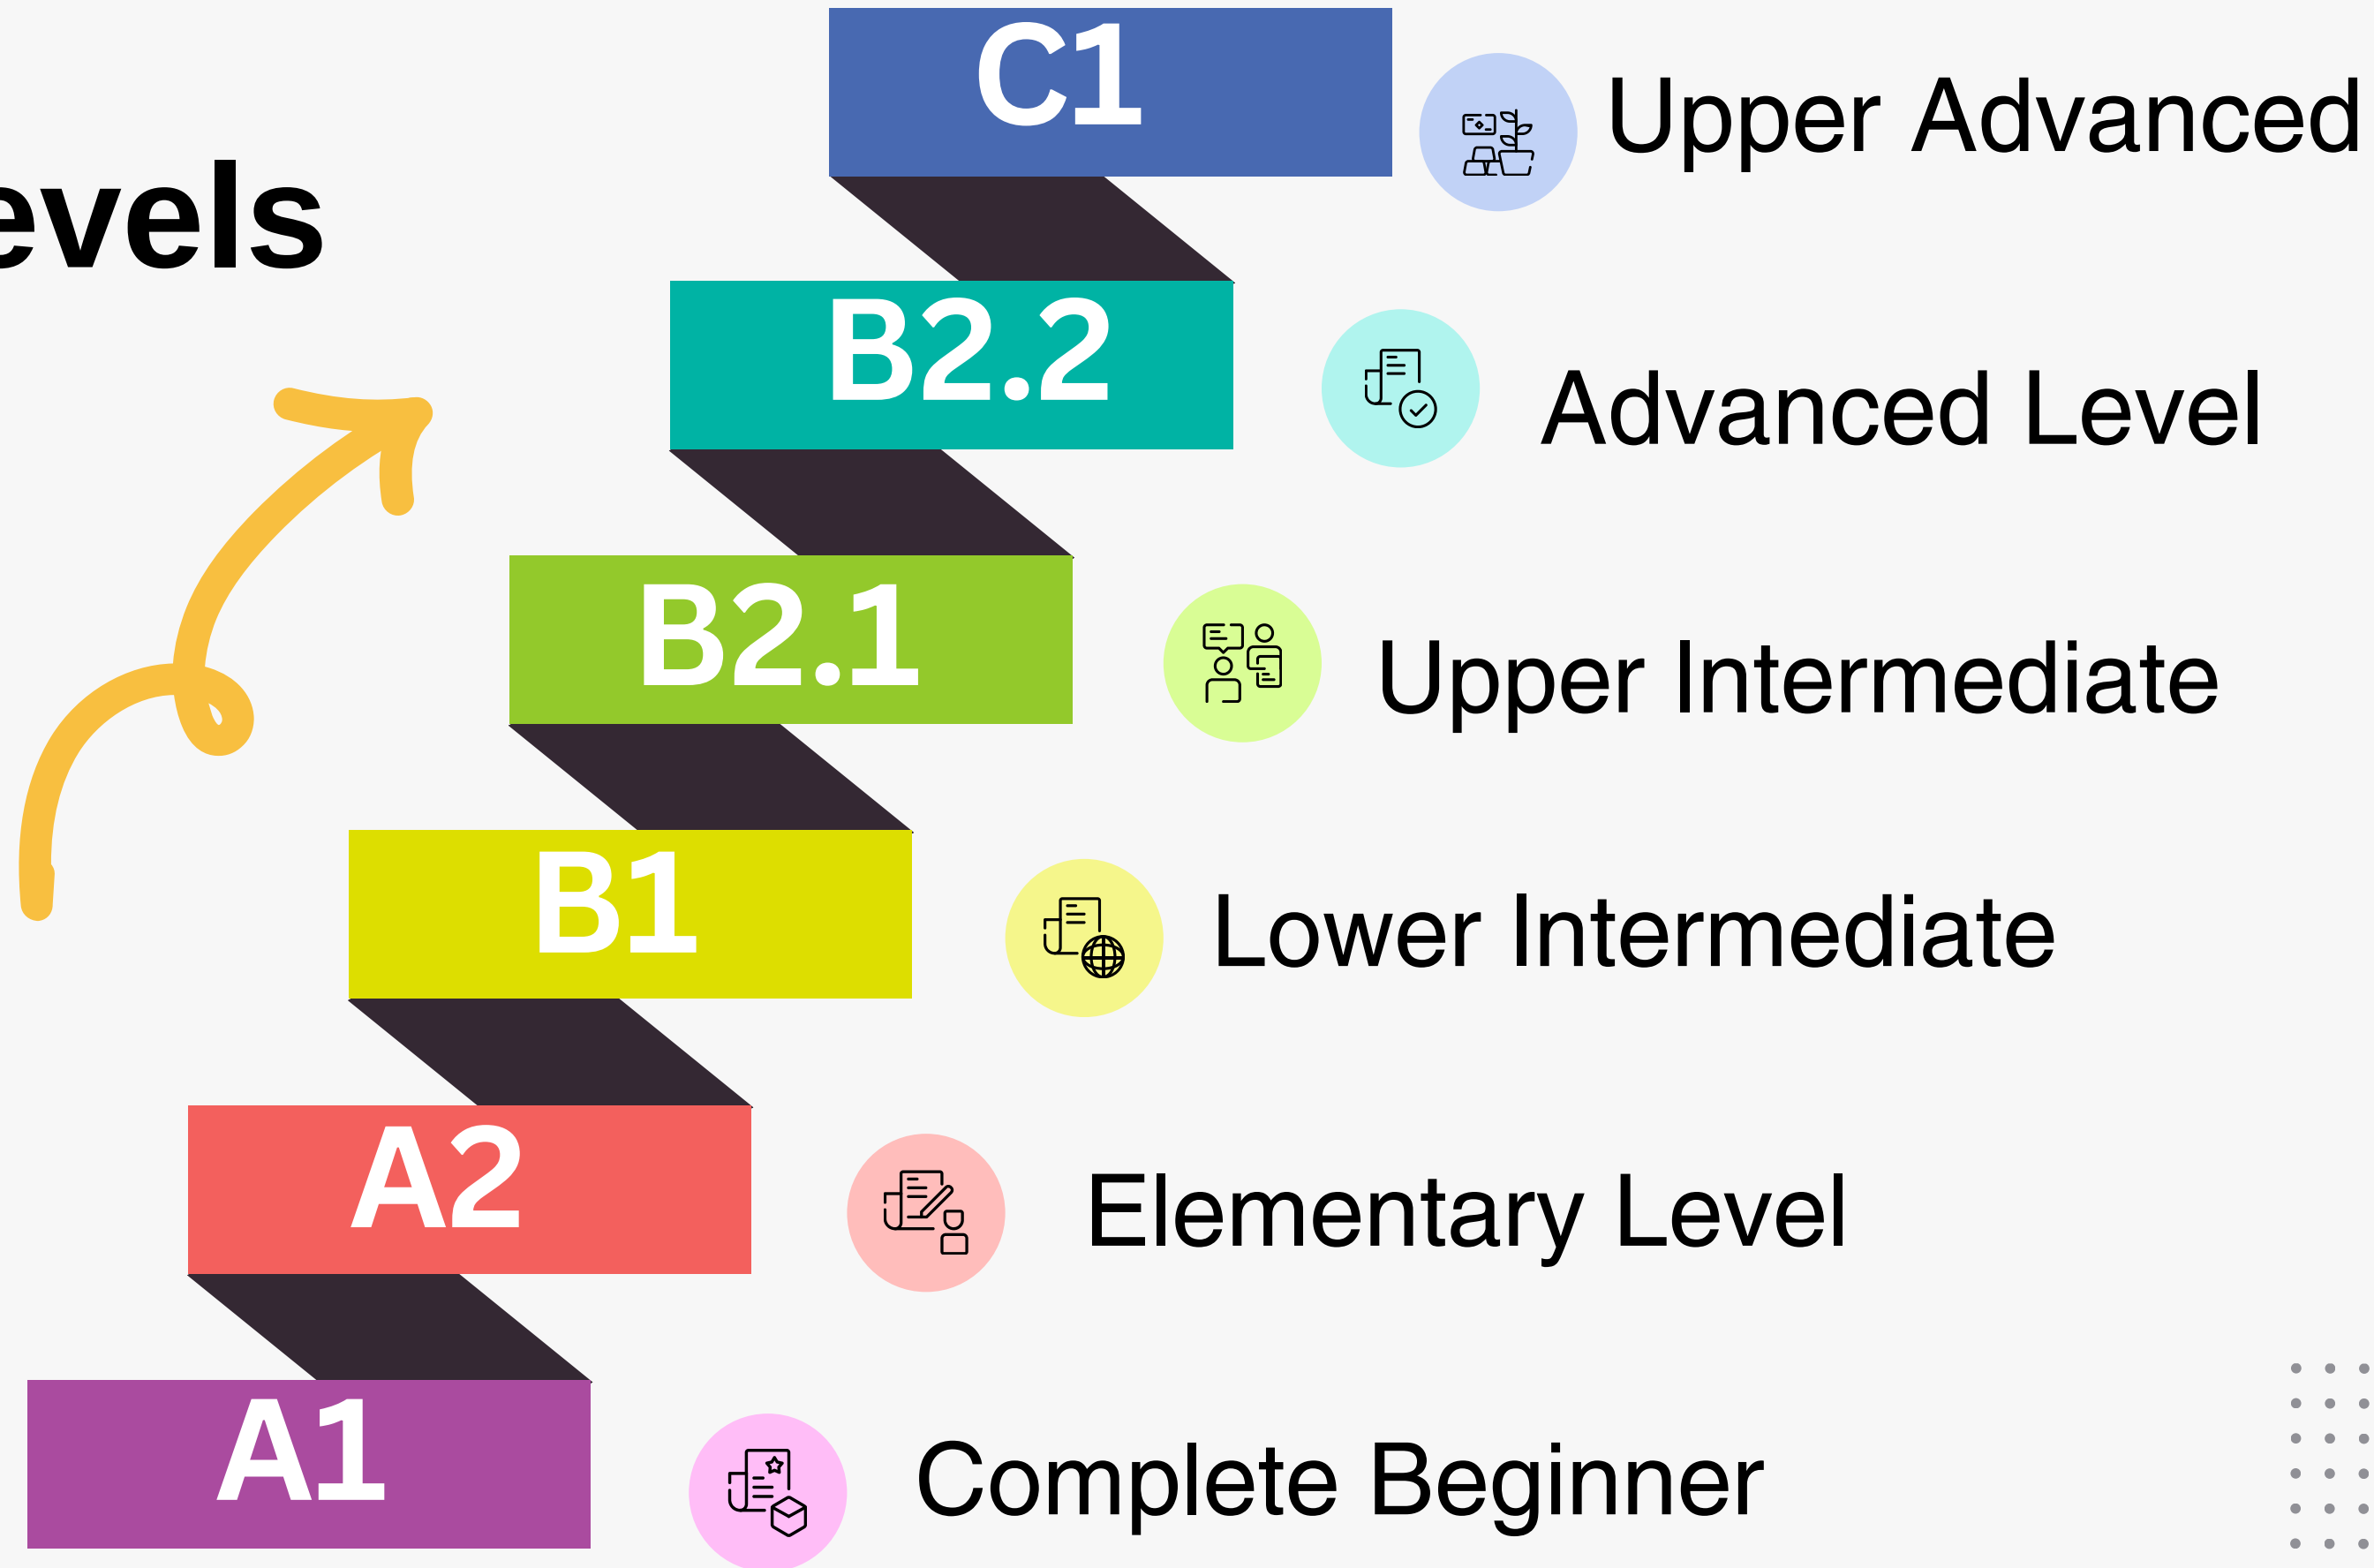 C1
Upper Advanced
evels
B2.2
Advanced Level
B2.1
Upper Intermediate
B1
Lower Intermediate
A2
Elementary Level
A1
Complete Beginner